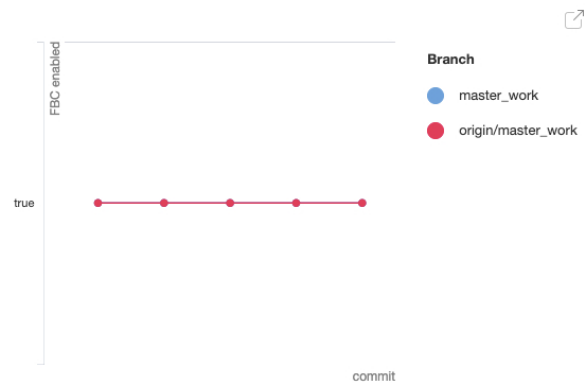 FBC enabled
true
commit
Branch
master_work
origin/master_work